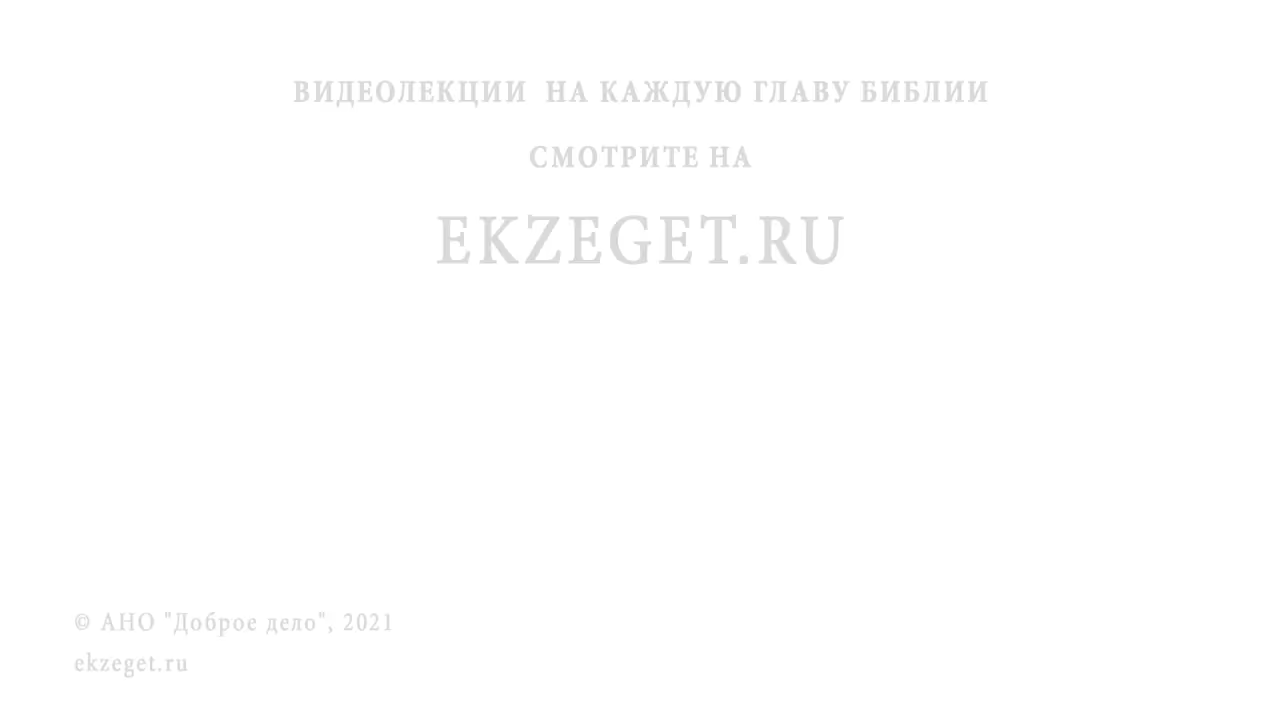 ВИДЕОЛЕКЦИИ НА КАЖДУЮ ГЛАВУ БИБЛИИ
СМОТРИТЕ НА
EKZEGET.RU
© АНО "Доброе дело", 2021
ekzeget.ru